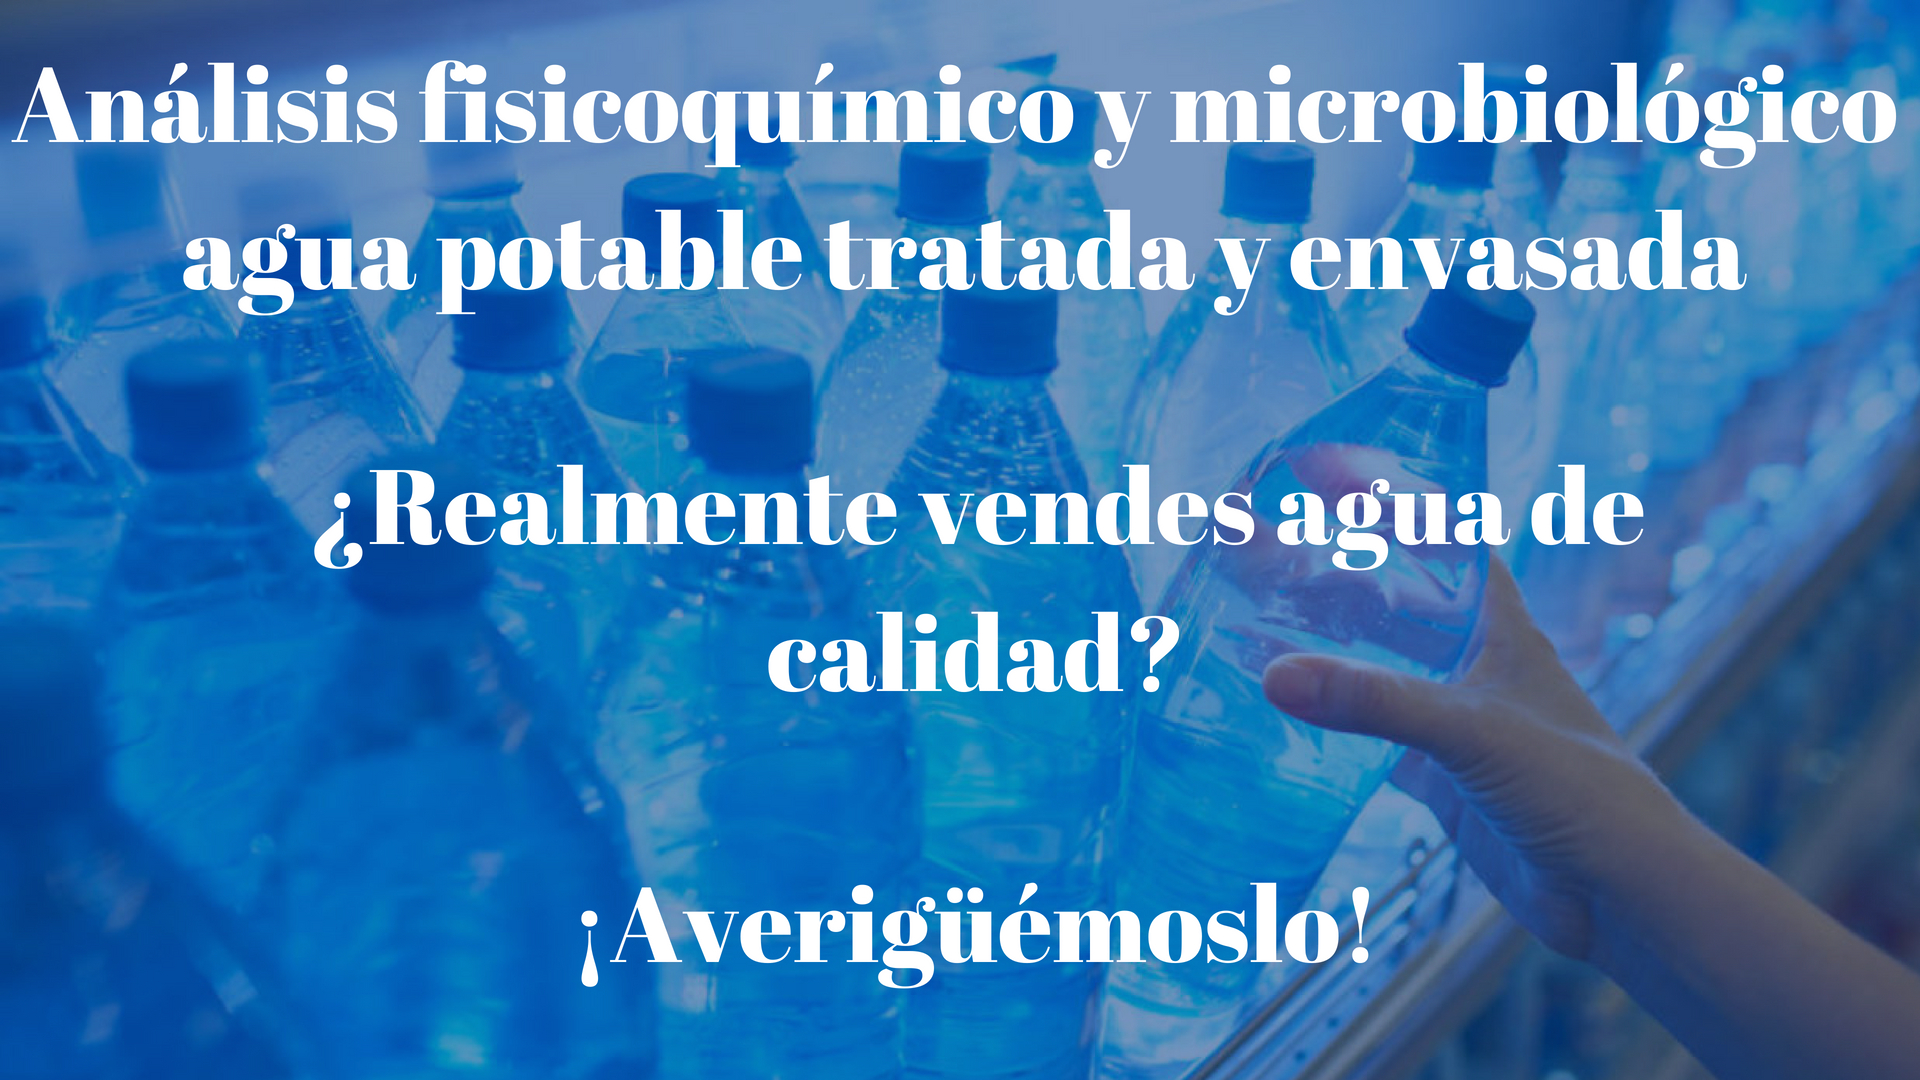 Análisis fisicoquímico y microbiológico
agua potable tratada y envasada
¿Realmente vendes agua de
calidad?
¡Averigüémoslo!